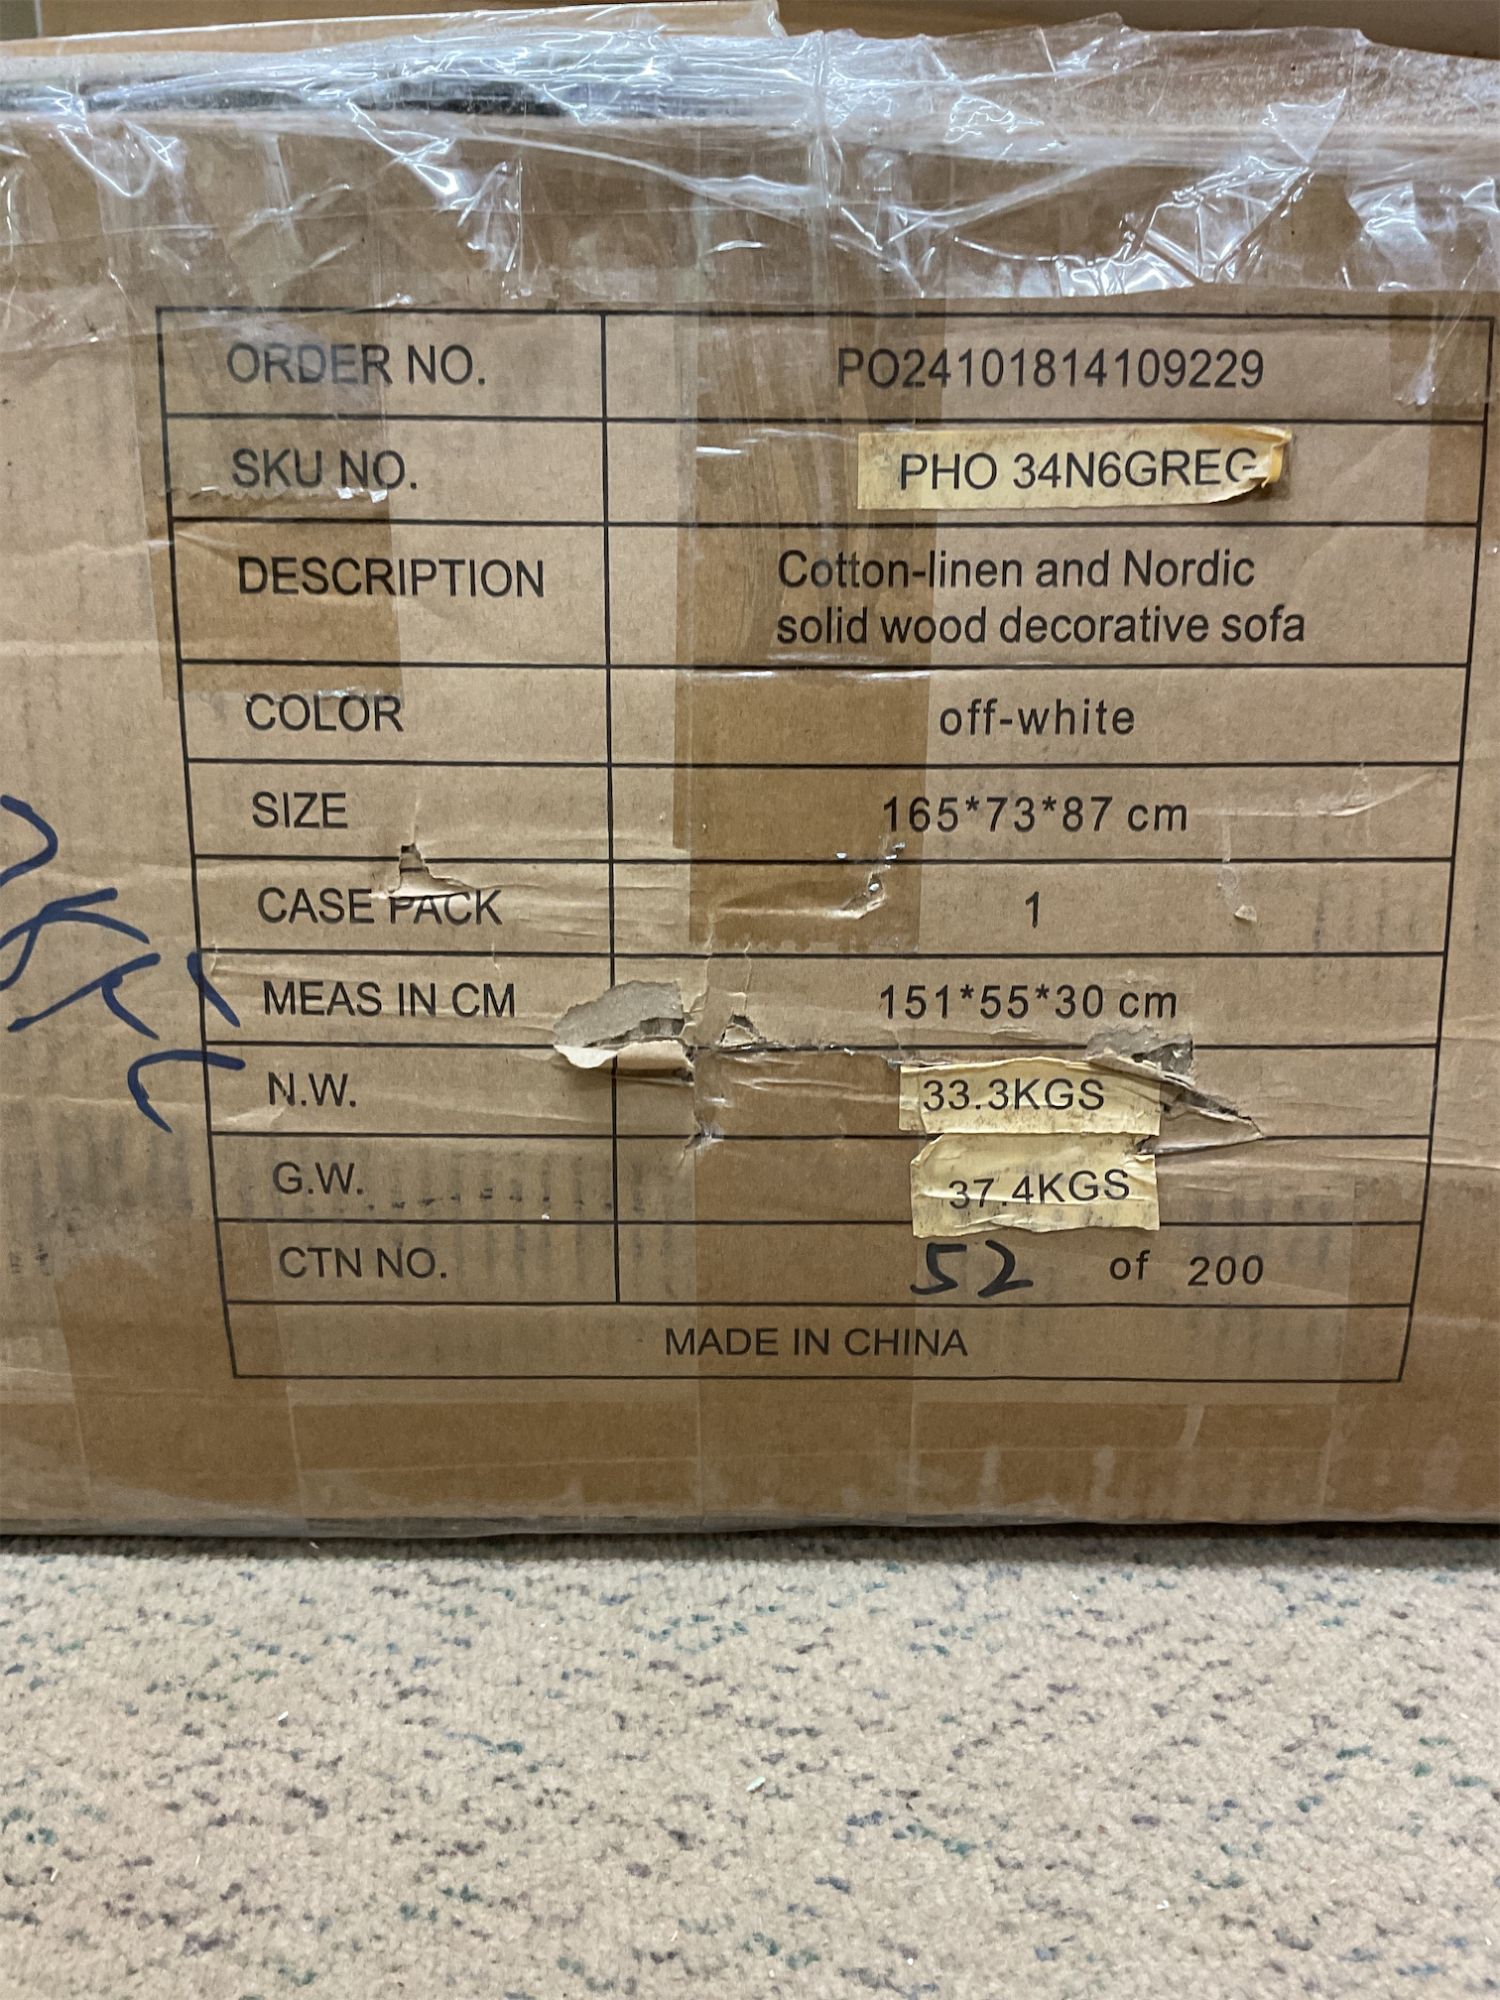 ORDER NO. PO24101814109229
SKU NO. PHO 34N6GREG
DESCRIPTION Cotton-linen and Nordic
solid wood decorative sofa
COLOR off-white
SIZE 165*73*87 cm
CASE PACK 1
MEAS IN CM 151*55*30 cm
N.W. 33.3KGS
G.W. 37.4KGS
CTN NO. 52 of 200
MADE IN CHINA